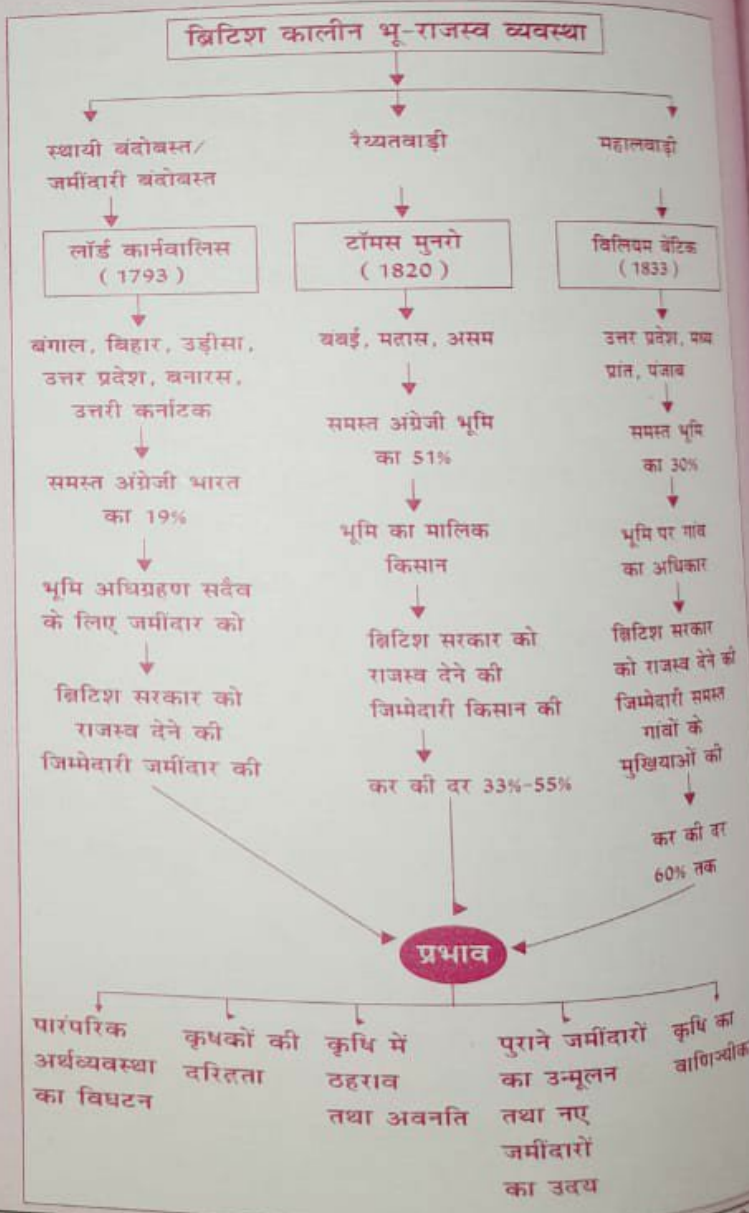 ब्रिटिश कालीन भू-राजस्व व्यवस्था
स्थायी बंदोबस्त/
जमींदारी बंदोबस्त
लॉर्ड कार्नवालिस
( 1793 )
बंगाल, बिहार, उड़ीसा,
उत्तर प्रदेश, बनारस,
उत्तरी कर्नाटक
समस्त अंग्रेजी भारत
का 19%
भूमि अधिग्रहण सदैव
के लिए जमींदार को
ब्रिटिश सरकार को
राजस्व देने की
जिम्मेदारी जमींदार की
रैय्यतवाड़ी
टॉमस मुनरो
( 1820 )
बंबई, मद्रास, असम
समस्त अंग्रेजी भूमि
का 51%
भूमि का मालिक
किसान
ब्रिटिश सरकार को
राजस्व देने की
जिम्मेदारी किसान की
कर की दर 33%-55%
महालवाड़ी
विलियम बेंटिक
( 1833 )
उत्तर प्रदेश, मध्य
प्रांत, पंजाब
समस्त भूमि
का 30%
भूमि पर गांव
का अधिकार
ब्रिटिश सरकार
को राजस्व देने की
जिम्मेदारी समस्त
गांवों के
मुखियाओं की
कर की दर
60% तक
प्रभाव
पारंपरिक
अर्थव्यवस्था
का विघटन
कृषकों की
दरिद्रता
कृषि में
ठहराव
तथा अवनति
पुराने जमींदारों
का उन्मूलन
तथा नए
जमींदारों
का उदय
कृषि का